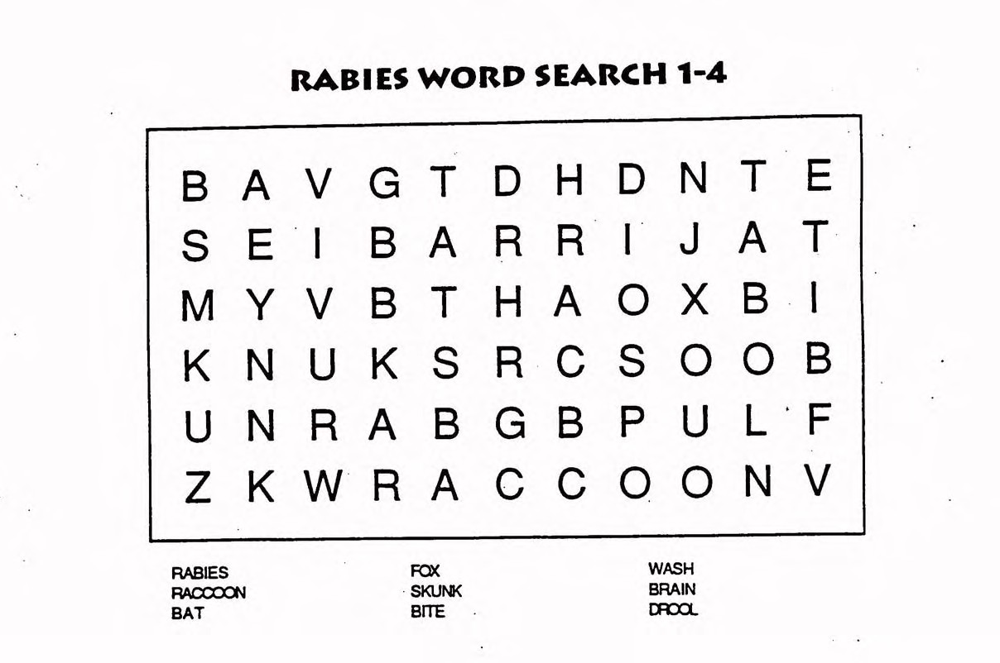 RABIES WORD SEARCH 1-4
B A V G T D H D N T E
S E I B A R R I J A T
M Y V B T H A O X B I
K N U K S R C S O O B
U N R A B G B P U L F
Z K W R A C C O O N V
RABIES FOX WASH
RACCOON SKUNK BRAIN
BAT BITE DROOL